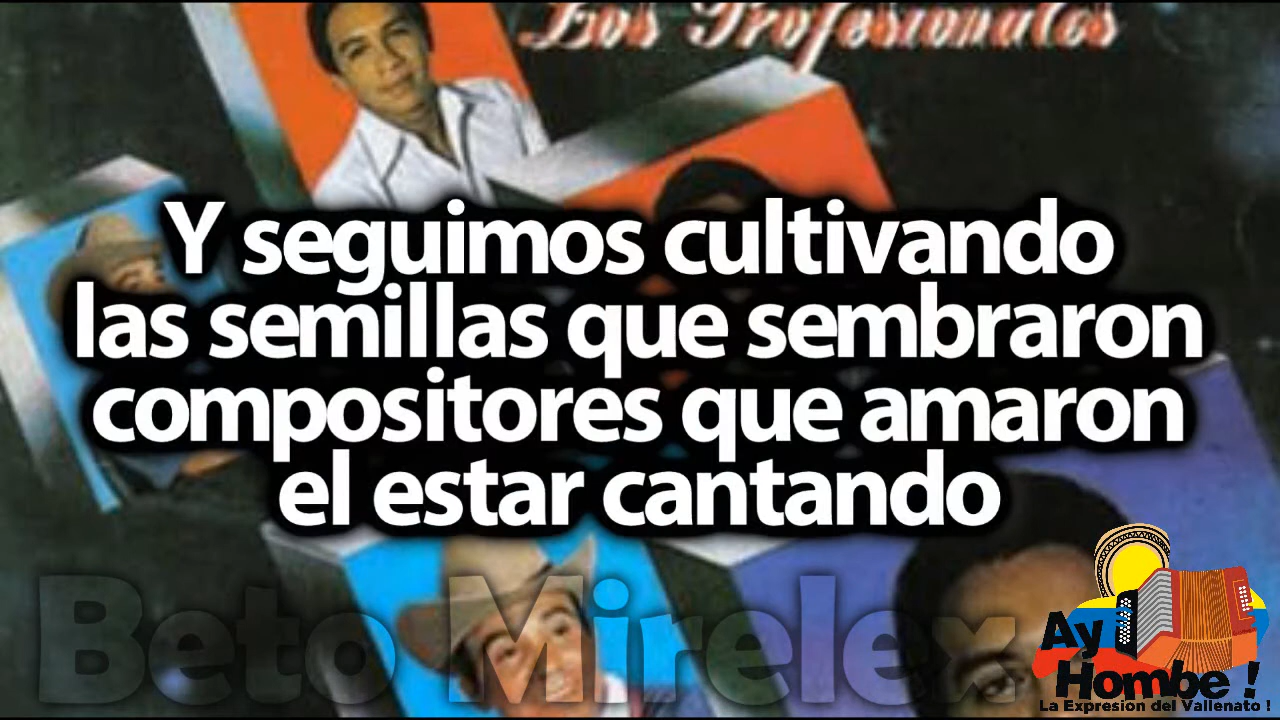 Los Profesionales
Y seguimos cultivando
las semillas que sembraron
compositores que amaron
el estar cantando
Beto Mirelex
Ay
Hombe !
La Expresion del Vallenato !